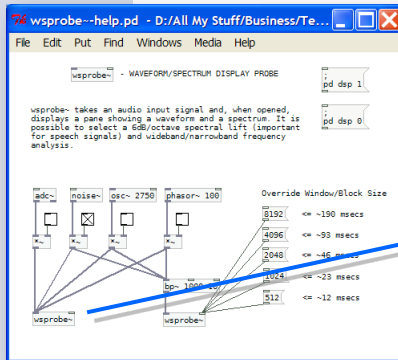 wsprobe~-help.pd - D:/All My Stuff/Business/Te...
File Edit Put Find Windows Media Help
wsprobe~ - WAVEFORM/SPECTRUM DISPLAY PROBE
;
pd dsp 1
wsprobe~ takes an audio input signal and, when opened,
displays a pane showing a waveform and a spectrum. It is
possible to select a 6dB/octave spectral lift (important
for speech signals) and wideband/narrowband frequency
analysis.
;
pd dsp 0
adc~ noise~ osc~ 2750 phasor~ 100
Override Window/Block Size
8192 <= ~190 msecs
4096 <= ~93 msecs
2048 <= ~46 msecs
1024 <= ~23 msecs
512 <= ~12 msecs
*~ *~ *~ *~
bp~ 1000
wsprobe~ wsprobe~